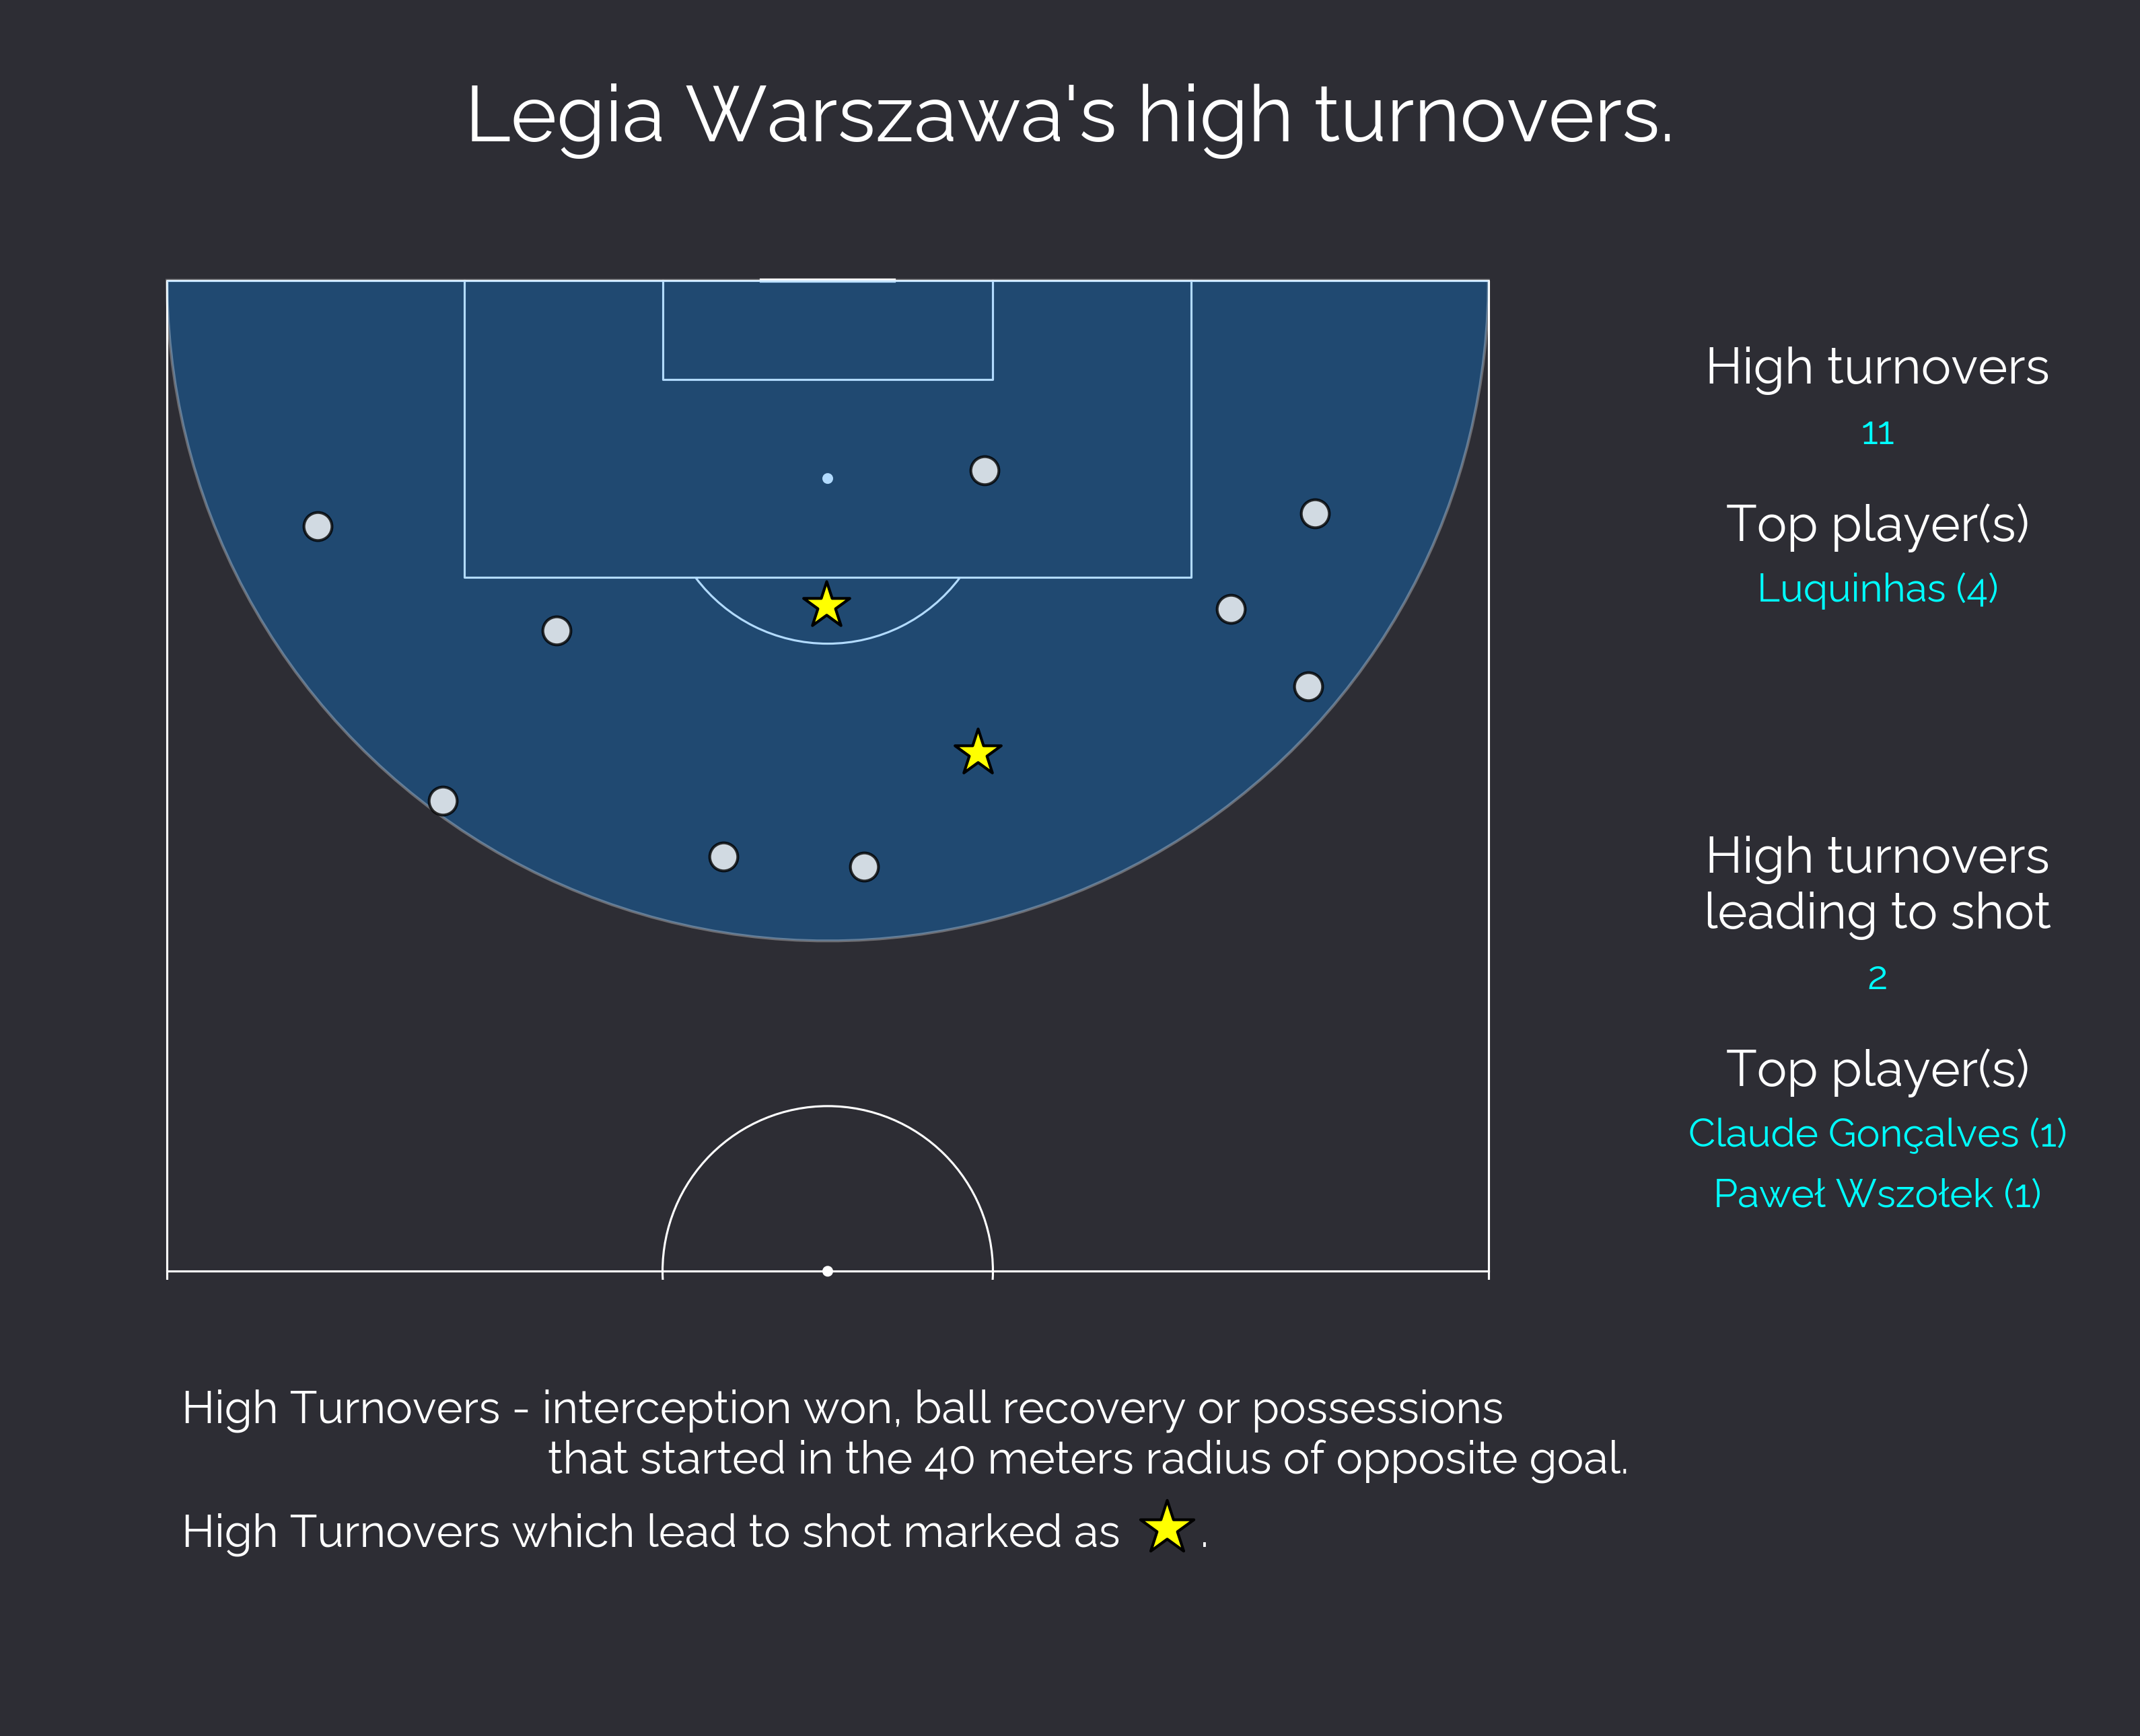 Legia Warszawa's high turnovers.
High turnovers
11
Top player(s)
Luquinhas (4)
High turnovers
leading to shot
2
Top player(s)
Claude Gonçalves (1)
Paweł Wszołek (1)
High Turnovers - interception won, ball recovery or possessions
that started in the 40 meters radius of opposite goal.
High Turnovers which lead to shot marked as .